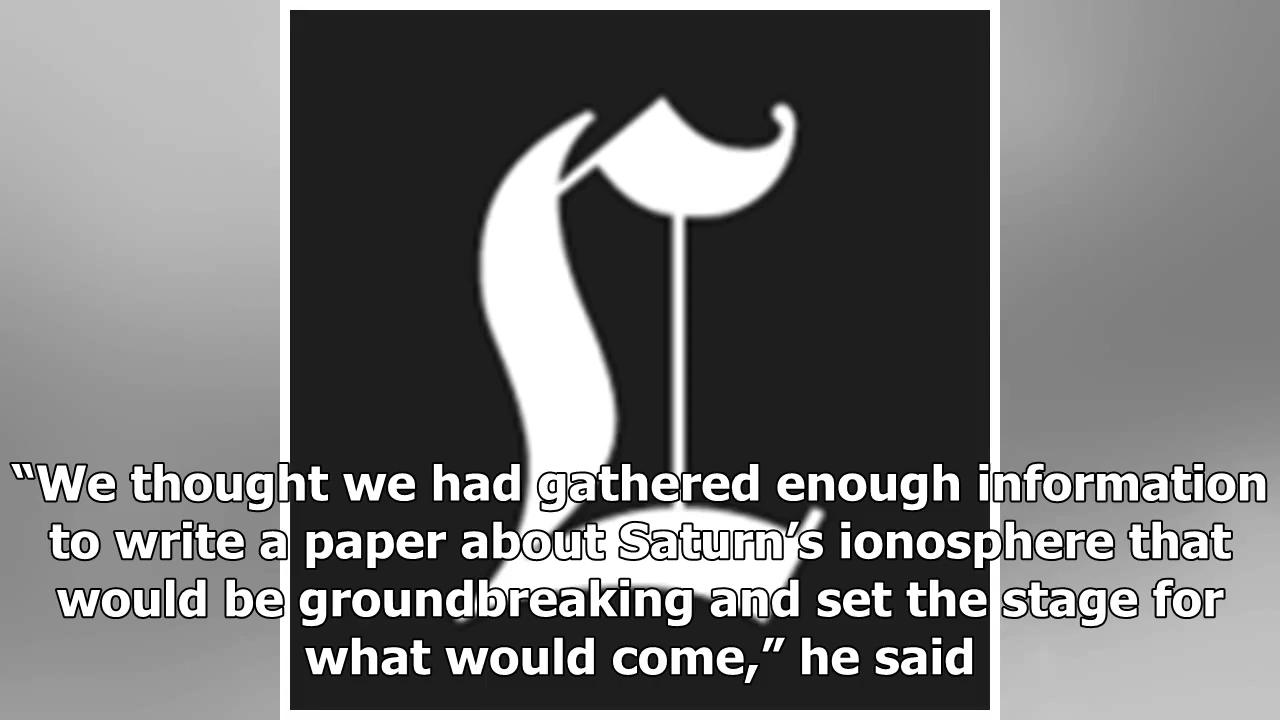 “We thought we had gathered enough information
to write a paper about Saturn’s ionosphere that
would be groundbreaking and set the stage for
what would come,” he said